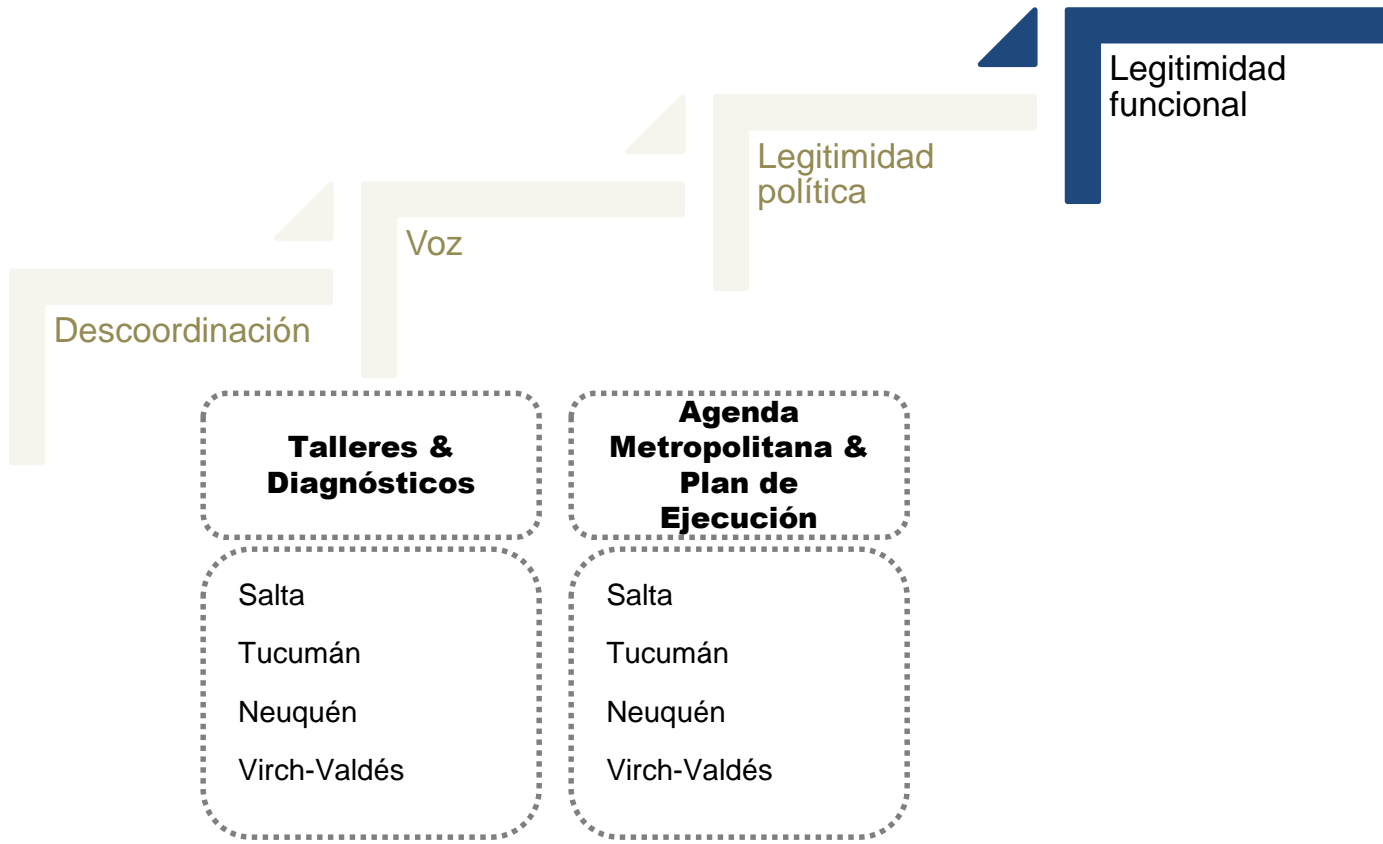 Legitimidad
funcional
Legitimidad
política
Voz
Descoordinación
Talleres &
Diagnósticos
Agenda
Metropolitana &
Plan de
Ejecución
Salta
Tucumán
Neuquén
Virch-Valdés
Salta
Tucumán
Neuquén
Virch-Valdés